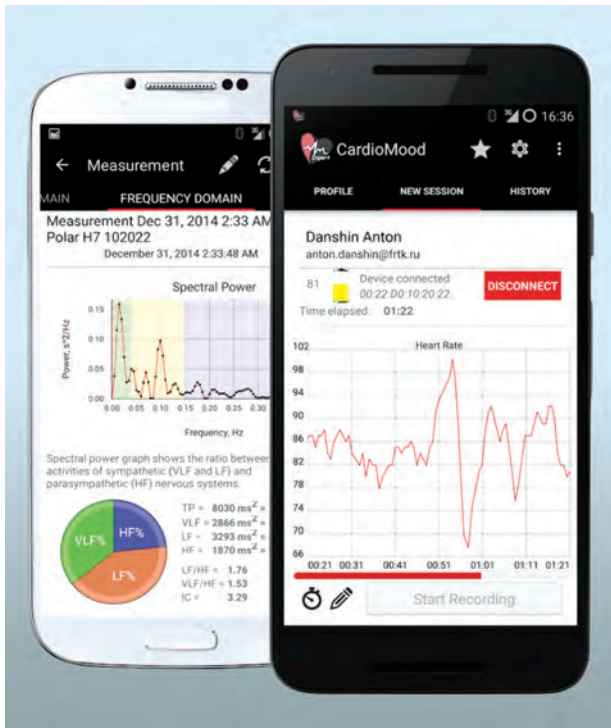 Measurement
MAIN
FREQUENCY DOMAIN
Measurement Dec 31, 2014 2:33 AM
Polar H7 102022
December 31, 2014 2:33:48 AM
Spectral Power
Power, s^2/Hz
0.15
0.10
0.05
0.00
0.00 0.05 0.10 0.15 0.20 0.25 0.30
Frequency, Hz
Spectral power graph shows the ratio between
activities of sympathetic (VLF and LF) and
parasympathetic (HF) nervous systems.
VLF%
HF%
LF%
TP = 8030 ms² =
VLF = 2866 ms² =
LF = 3293 ms² =
HF = 1870 ms² =
LF/HF = 1.76
VLF/HF = 1.53
IC = 3.29
3G
16:36
Expert
CardioMood
PROFILE
NEW SESSION
HISTORY
Danshin Anton
anton.danshin@frtk.ru
81
Device connected
00:22:D0:10:20:22
DISCONNECT
Time elapsed: 01:22
Heart Rate
102
98
94
90
86
82
78
74
70
66
00:21 00:31 00:41 00:51 01:01 01:11 01:21
Start Recording